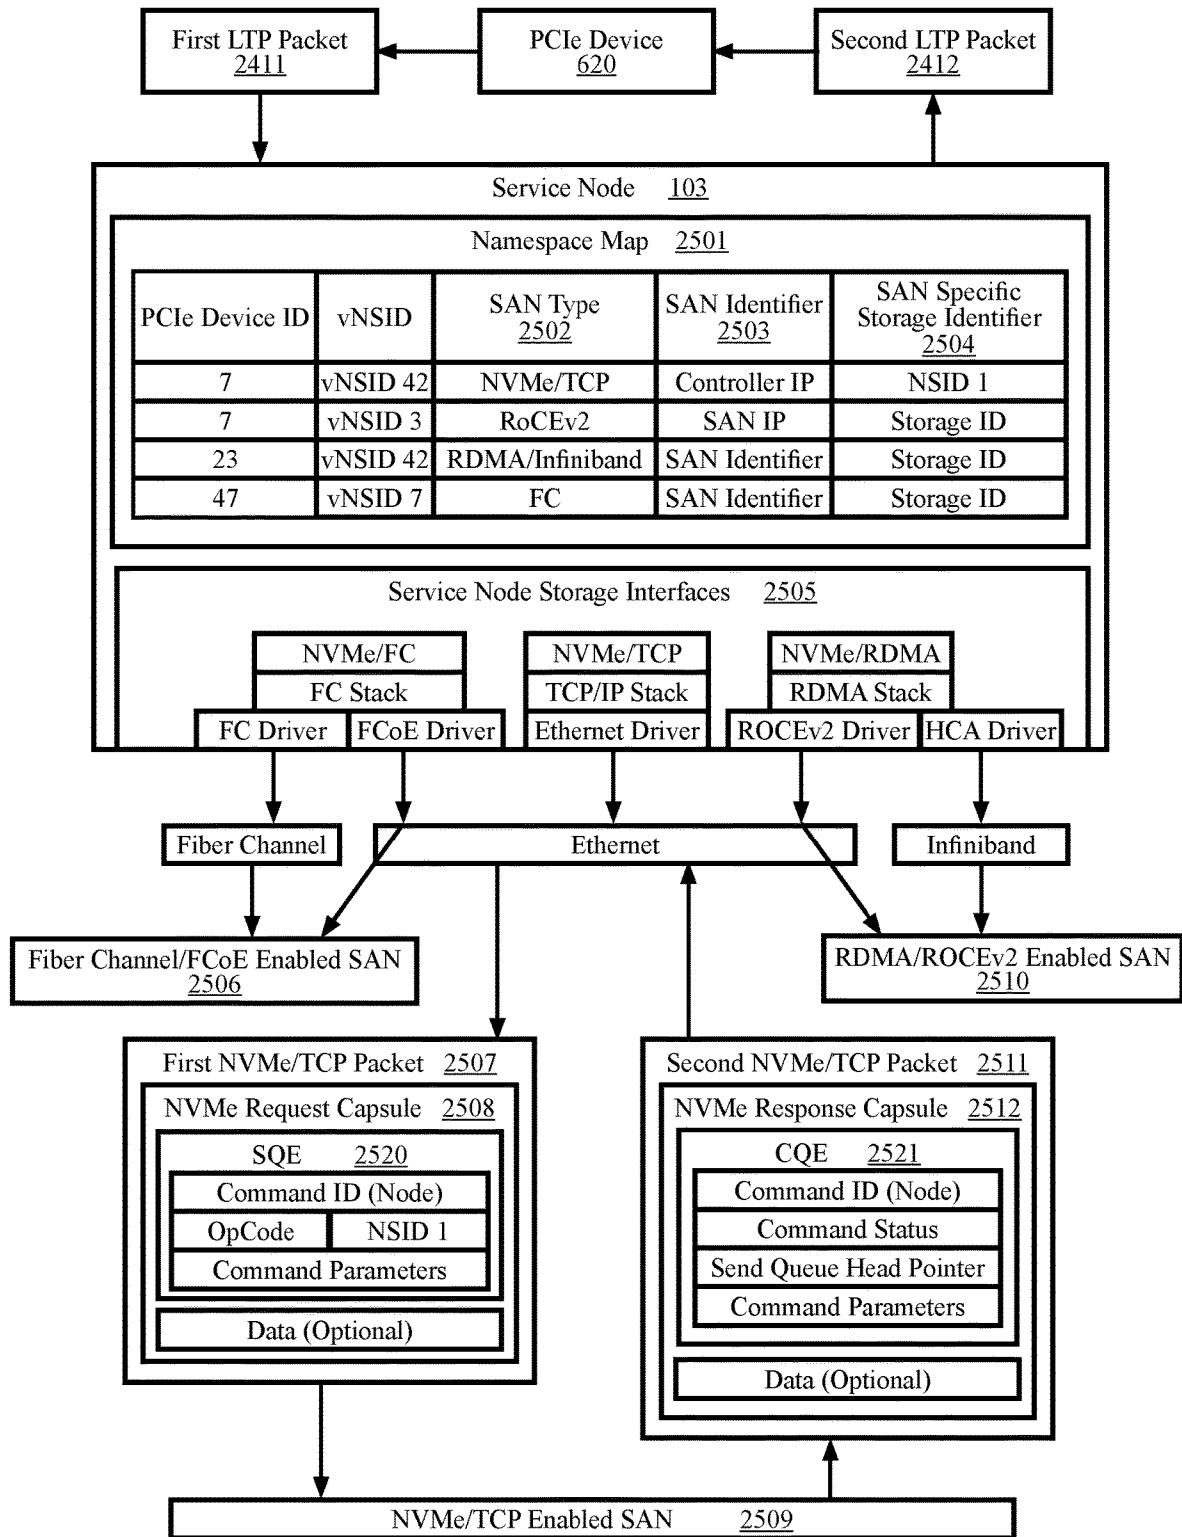 First LTP Packet
2411
PCIe Device
620
Second LTP Packet
2412
Service Node 103
Namespace Map 2501
PCIe Device ID
vNSID
SAN Type
2502
SAN Identifier
2503
SAN Specific
Storage Identifier
2504
7 vNSID 42 NVMe/TCP Controller IP NSID 1
7 vNSID 3 RoCEv2 SAN IP Storage ID
23 vNSID 42 RDMA/Infiniband SAN Identifier Storage ID
47 vNSID 7 FC SAN Identifier Storage ID
Service Node Storage Interfaces 2505
NVMe/FC NVMe/TCP NVMe/RDMA
FC Stack TCP/IP Stack RDMA Stack
FC Driver FCoE Driver Ethernet Driver ROCEv2 Driver HCA Driver
Fiber Channel Ethernet Infiniband
Fiber Channel/FCoE Enabled SAN
2506
RDMA/ROCEv2 Enabled SAN
2510
First NVMe/TCP Packet 2507
NVMe Request Capsule 2508
SQE 2520
Command ID (Node)
OpCode NSID 1
Command Parameters
Data (Optional)
Second NVMe/TCP Packet 2511
NVMe Response Capsule 2512
CQE 2521
Command ID (Node)
Command Status
Send Queue Head Pointer
Command Parameters
Data (Optional)
NVMe/TCP Enabled SAN 2509